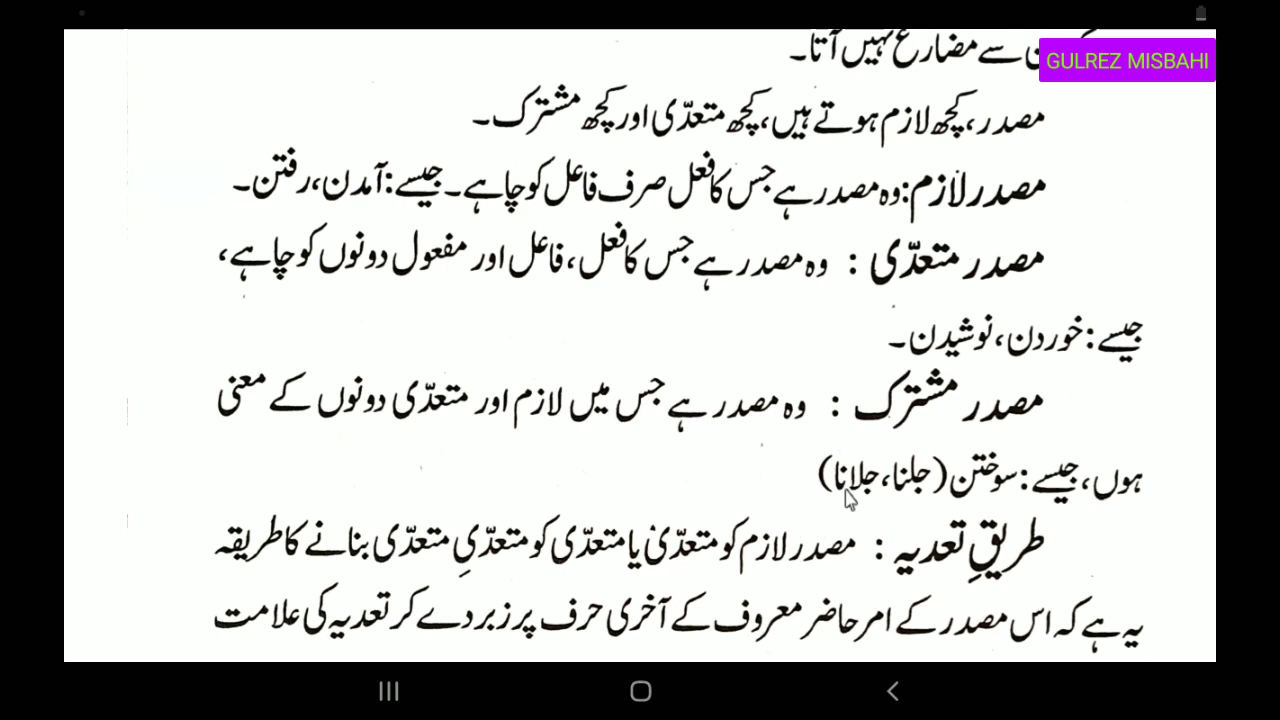 سے مضارع نہیں آتا۔
GULREZ MISBAHI
مصدر، کچھ لازم ہوتے ہیں، کچھ متعدّی اور کچھ مشترک۔
مصدر لازم: وہ مصدر ہے جس کا فعل صرف فاعل کو چاہے۔ جیسے: آمدن، رفتن۔
مصدر متعدّی : وہ مصدر ہے جس کا فعل، فاعل اور مفعول دونوں کو چاہے،
جیسے: خوردن، نوشیدن۔
مصدر مشترک : وہ مصدر ہے جس میں لازم اور متعدّی دونوں کے معنی
ہوں، جیسے: سوختن (جلنا، جلانا)
طریقِ تعدیہ : مصدر لازم کو متعدّی یا متعدّی کو متعدّیِ متعدّی بنانے کا طریقہ
یہ ہے کہ اس مصدر کے امر حاضر معروف کے آخری حرف پر زبر دے کر تعدیہ کی علامت